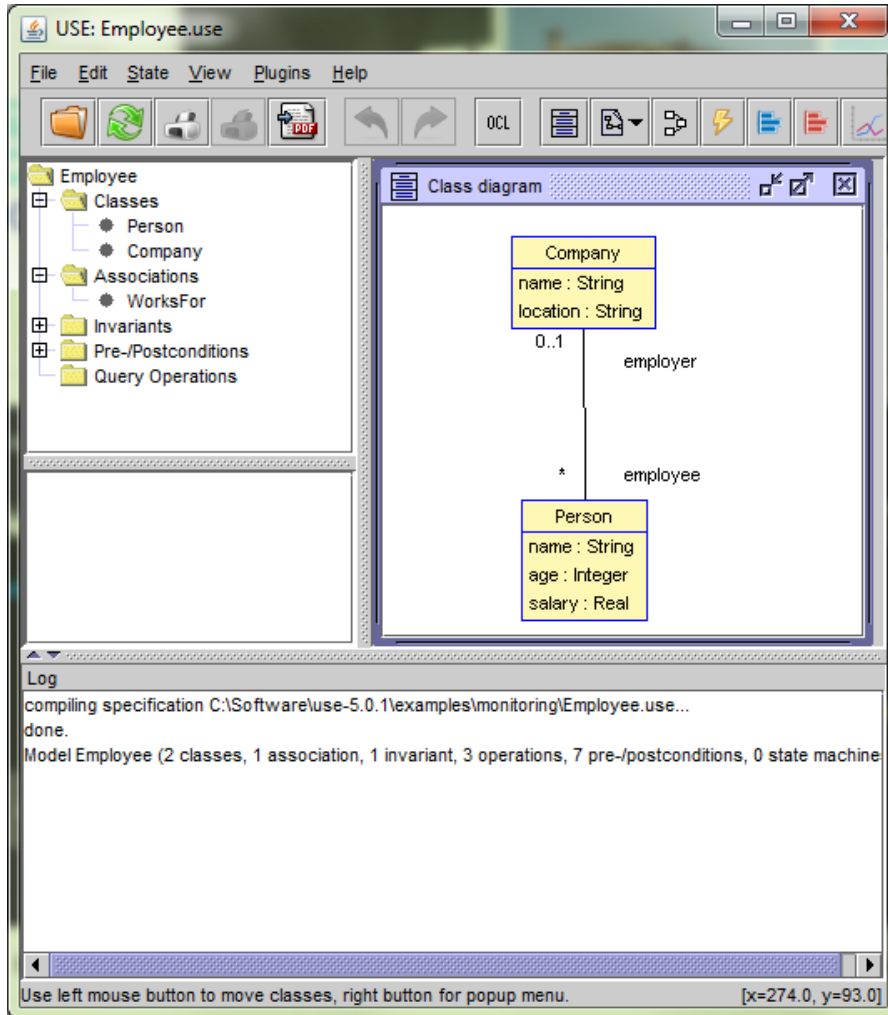 USE: Employee.use
File Edit State View Plugins Help
PDF
OCL
Employee
Classes
Person
Company
Associations
WorksFor
Invariants
Pre-/Postconditions
Query Operations
Class diagram
Company
name : String
location : String
0..1
employer
*
employee
Person
name : String
age : Integer
salary : Real
Log
compiling specification C:\Software\use-5.0.1\examples\monitoring\Employee.use...
done.
Model Employee (2 classes, 1 association, 1 invariant, 3 operations, 7 pre-/postconditions, 0 state machine
Use left mouse button to move classes, right button for popup menu. [x=274.0, y=93.0]